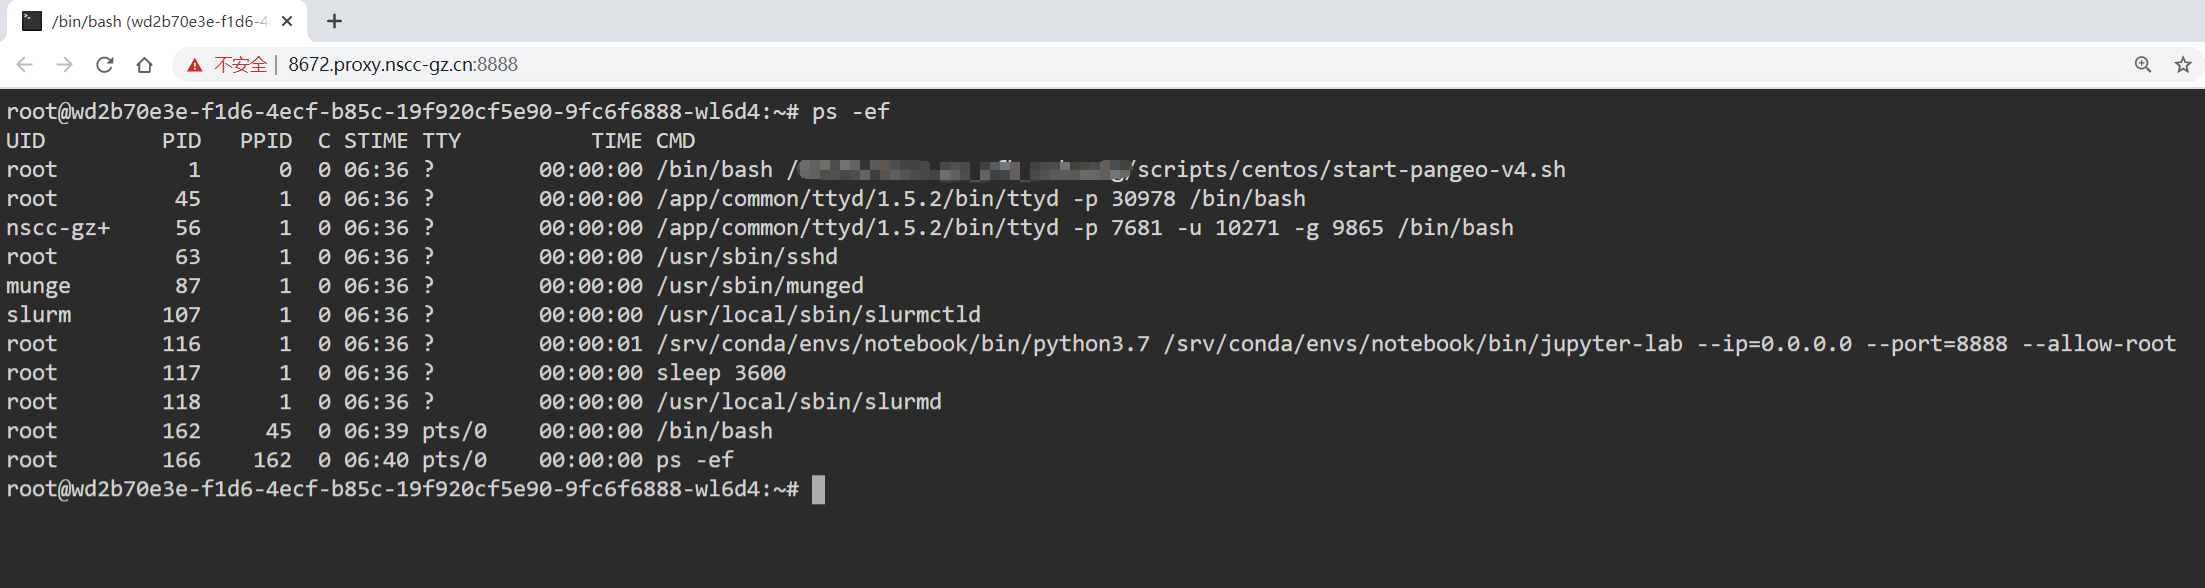 /bin/bash (wd2b70e3e-f1d6-4
不安全 | 8672.proxy.nscc-gz.cn:8888
root@wd2b70e3e-f1d6-4ecf-b85c-19f920cf5e90-9fc6f6888-wl6d4:~# ps -ef
UID         PID   PPID  C STIME TTY          TIME CMD
root          1      0  0 06:36 ?        00:00:00 /bin/bash / /scripts/centos/start-pangeo-v4.sh
root         45      1  0 06:36 ?        00:00:00 /app/common/ttyd/1.5.2/bin/ttyd -p 30978 /bin/bash
nscc-gz+     56      1  0 06:36 ?        00:00:00 /app/common/ttyd/1.5.2/bin/ttyd -p 7681 -u 10271 -g 9865 /bin/bash
root         63      1  0 06:36 ?        00:00:00 /usr/sbin/sshd
munge        87      1  0 06:36 ?        00:00:00 /usr/sbin/munged
slurm       107      1  0 06:36 ?        00:00:00 /usr/local/sbin/slurmctld
root        116      1  0 06:36 ?        00:00:01 /srv/conda/envs/notebook/bin/python3.7 /srv/conda/envs/notebook/bin/jupyter-lab --ip=0.0.0.0 --port=8888 --allow-root
root        117      1  0 06:36 ?        00:00:00 sleep 3600
root        118      1  0 06:36 ?        00:00:00 /usr/local/sbin/slurmd
root        162     45  0 06:39 pts/0    00:00:00 /bin/bash
root        166    162  0 06:40 pts/0    00:00:00 ps -ef
root@wd2b70e3e-f1d6-4ecf-b85c-19f920cf5e90-9fc6f6888-wl6d4:~#